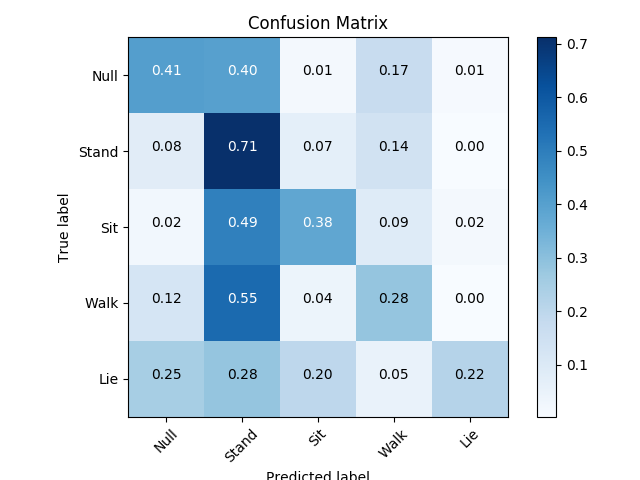 Confusion Matrix
True label
Null 0.41 0.40 0.01 0.17 0.01
Stand 0.08 0.71 0.07 0.14 0.00
Sit 0.02 0.49 0.38 0.09 0.02
Walk 0.12 0.55 0.04 0.28 0.00
Lie 0.25 0.28 0.20 0.05 0.22
Null Stand Sit Walk Lie
Predicted label
0.7
0.6
0.5
0.4
0.3
0.2
0.1